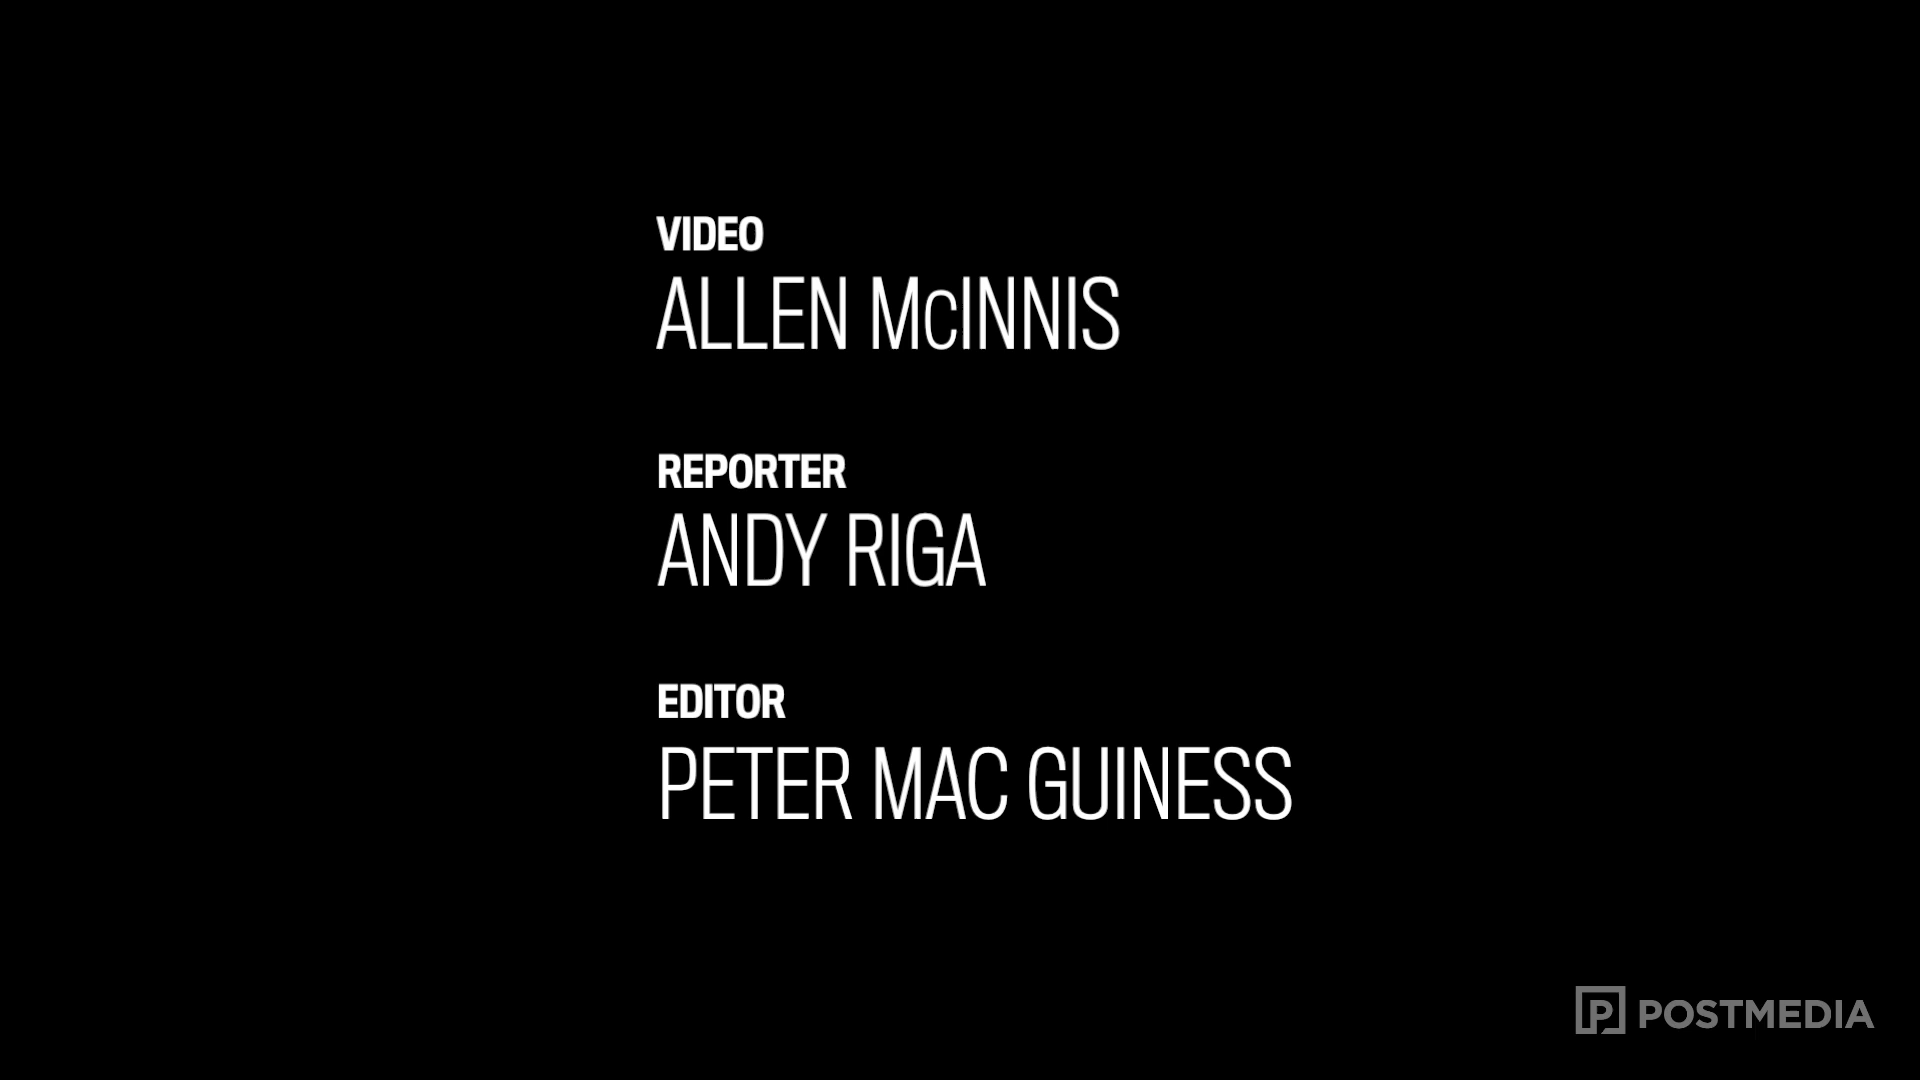 VIDEO
ALLEN McINNIS
REPORTER
ANDY RIGA
EDITOR
PETER MAC GUINESS
POSTMEDIA